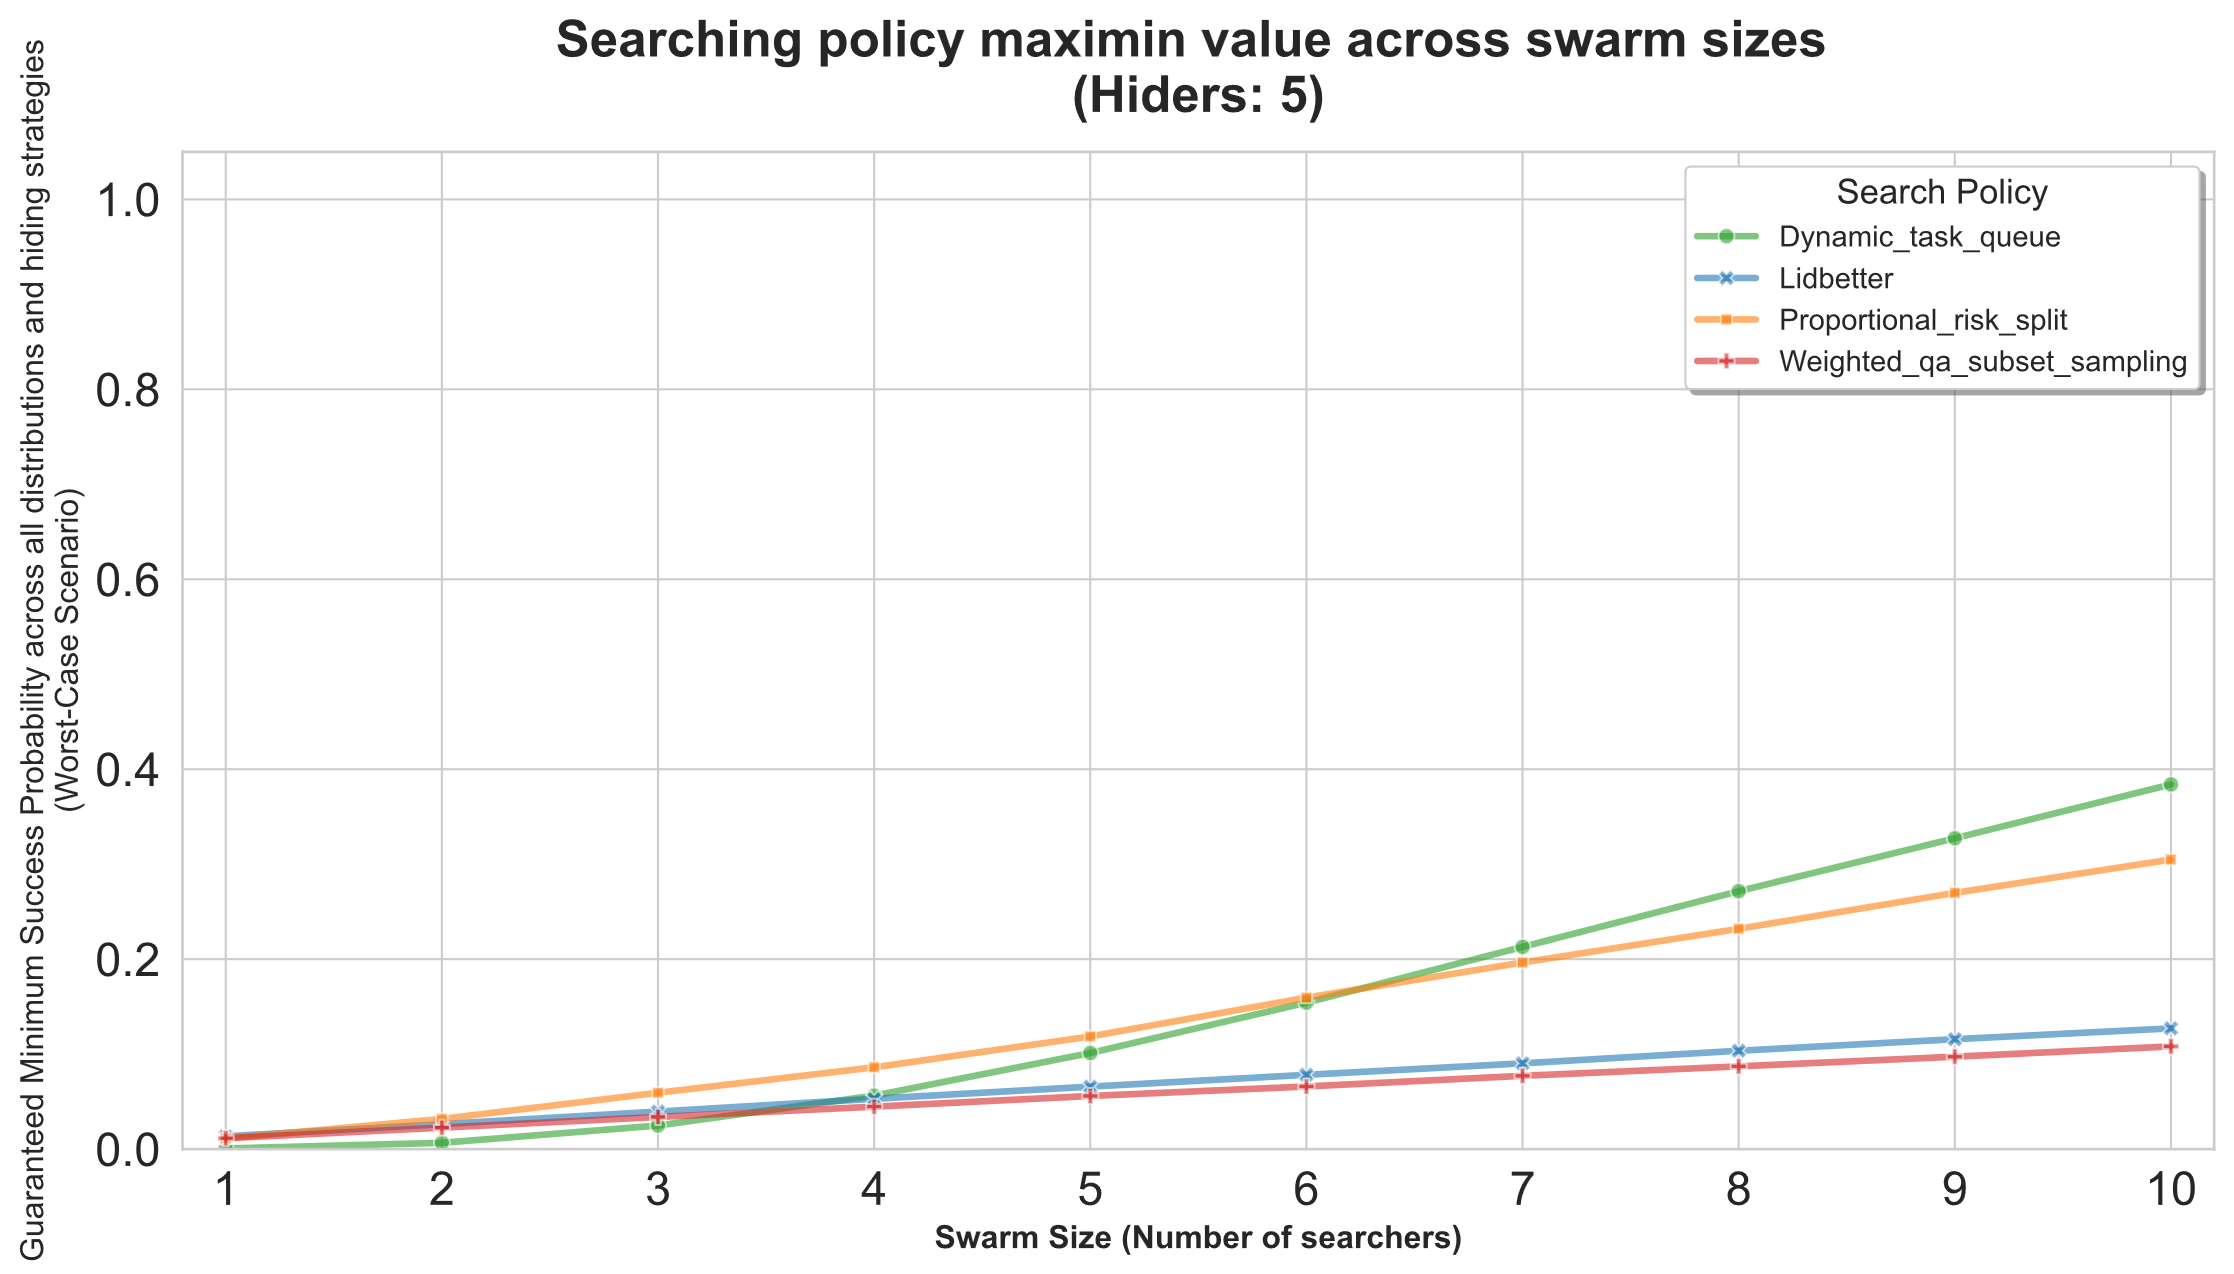 Searching policy maximin value across swarm sizes
(Hiders: 5)
Guaranteed Minimum Success Probability across all distributions and hiding strategies
(Worst-Case Scenario)
1.0
0.8
0.6
0.4
0.2
0.0
Search Policy
Dynamic_task_queue
Lidbetter
Proportional_risk_split
Weighted_qa_subset_sampling
1 2 3 4 5 6 7 8 9 10
Swarm Size (Number of searchers)